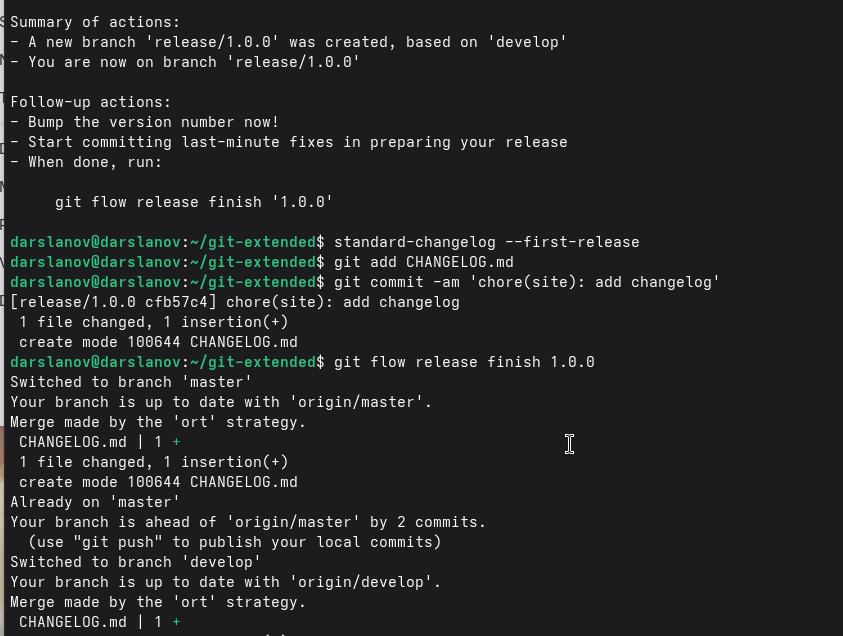 Summary of actions:
- A new branch 'release/1.0.0' was created, based on 'develop'
- You are now on branch 'release/1.0.0'
Follow-up actions:
- Bump the version number now!
- Start committing last-minute fixes in preparing your release
- When done, run:
git flow release finish '1.0.0'
darslanov@darslanov:~/git-extended$ standard-changelog --first-release
darslanov@darslanov:~/git-extended$ git add CHANGELOG.md
darslanov@darslanov:~/git-extended$ git commit -am 'chore(site): add changelog'
[release/1.0.0 cfb57c4] chore(site): add changelog
1 file changed, 1 insertion(+)
create mode 100644 CHANGELOG.md
darslanov@darslanov:~/git-extended$ git flow release finish 1.0.0
Switched to branch 'master'
Your branch is up to date with 'origin/master'.
Merge made by the 'ort' strategy.
CHANGELOG.md | 1 +
1 file changed, 1 insertion(+)
create mode 100644 CHANGELOG.md
Already on 'master'
Your branch is ahead of 'origin/master' by 2 commits.
(use "git push" to publish your local commits)
Switched to branch 'develop'
Your branch is up to date with 'origin/develop'.
Merge made by the 'ort' strategy.
CHANGELOG.md | 1 +